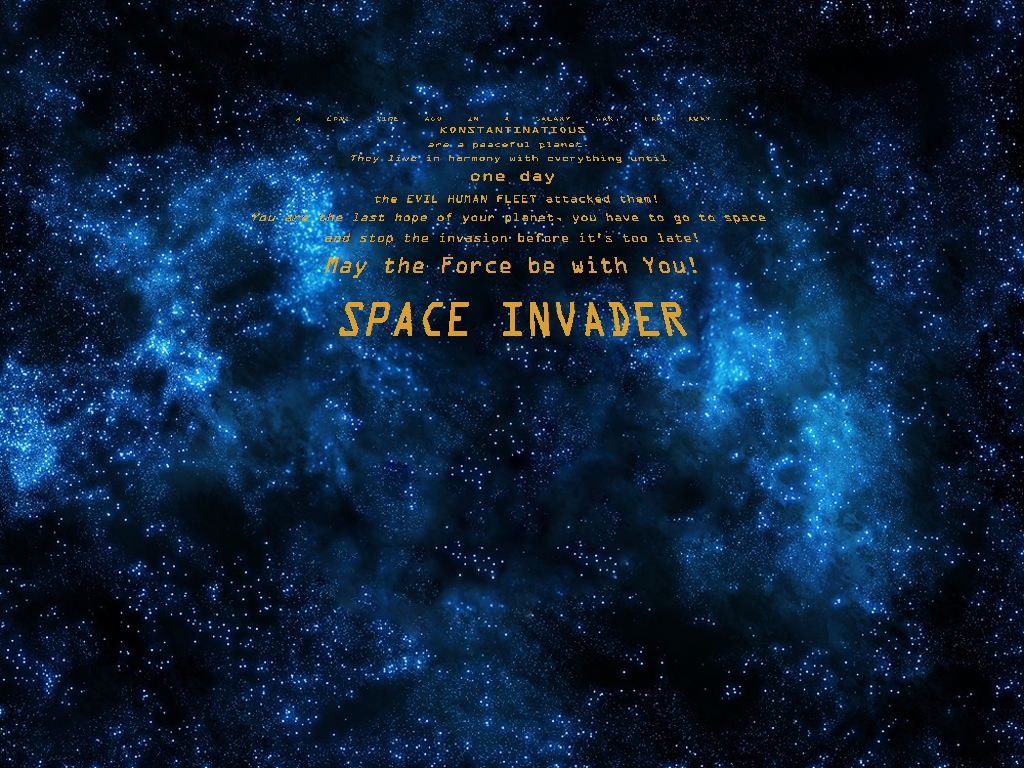 A LONG TIME AGO IN A GALAXY FAR, FAR AWAY...
KONSTANTINATIOUS
are a peaceful planet.
They live in harmony with everything until
one day
the EVIL HUMAN FLEET attacked them!
You are the last hope of your planet, you have to go to space
and stop the invasion before it's too late!
May the Force be with You!
SPACE INVADER